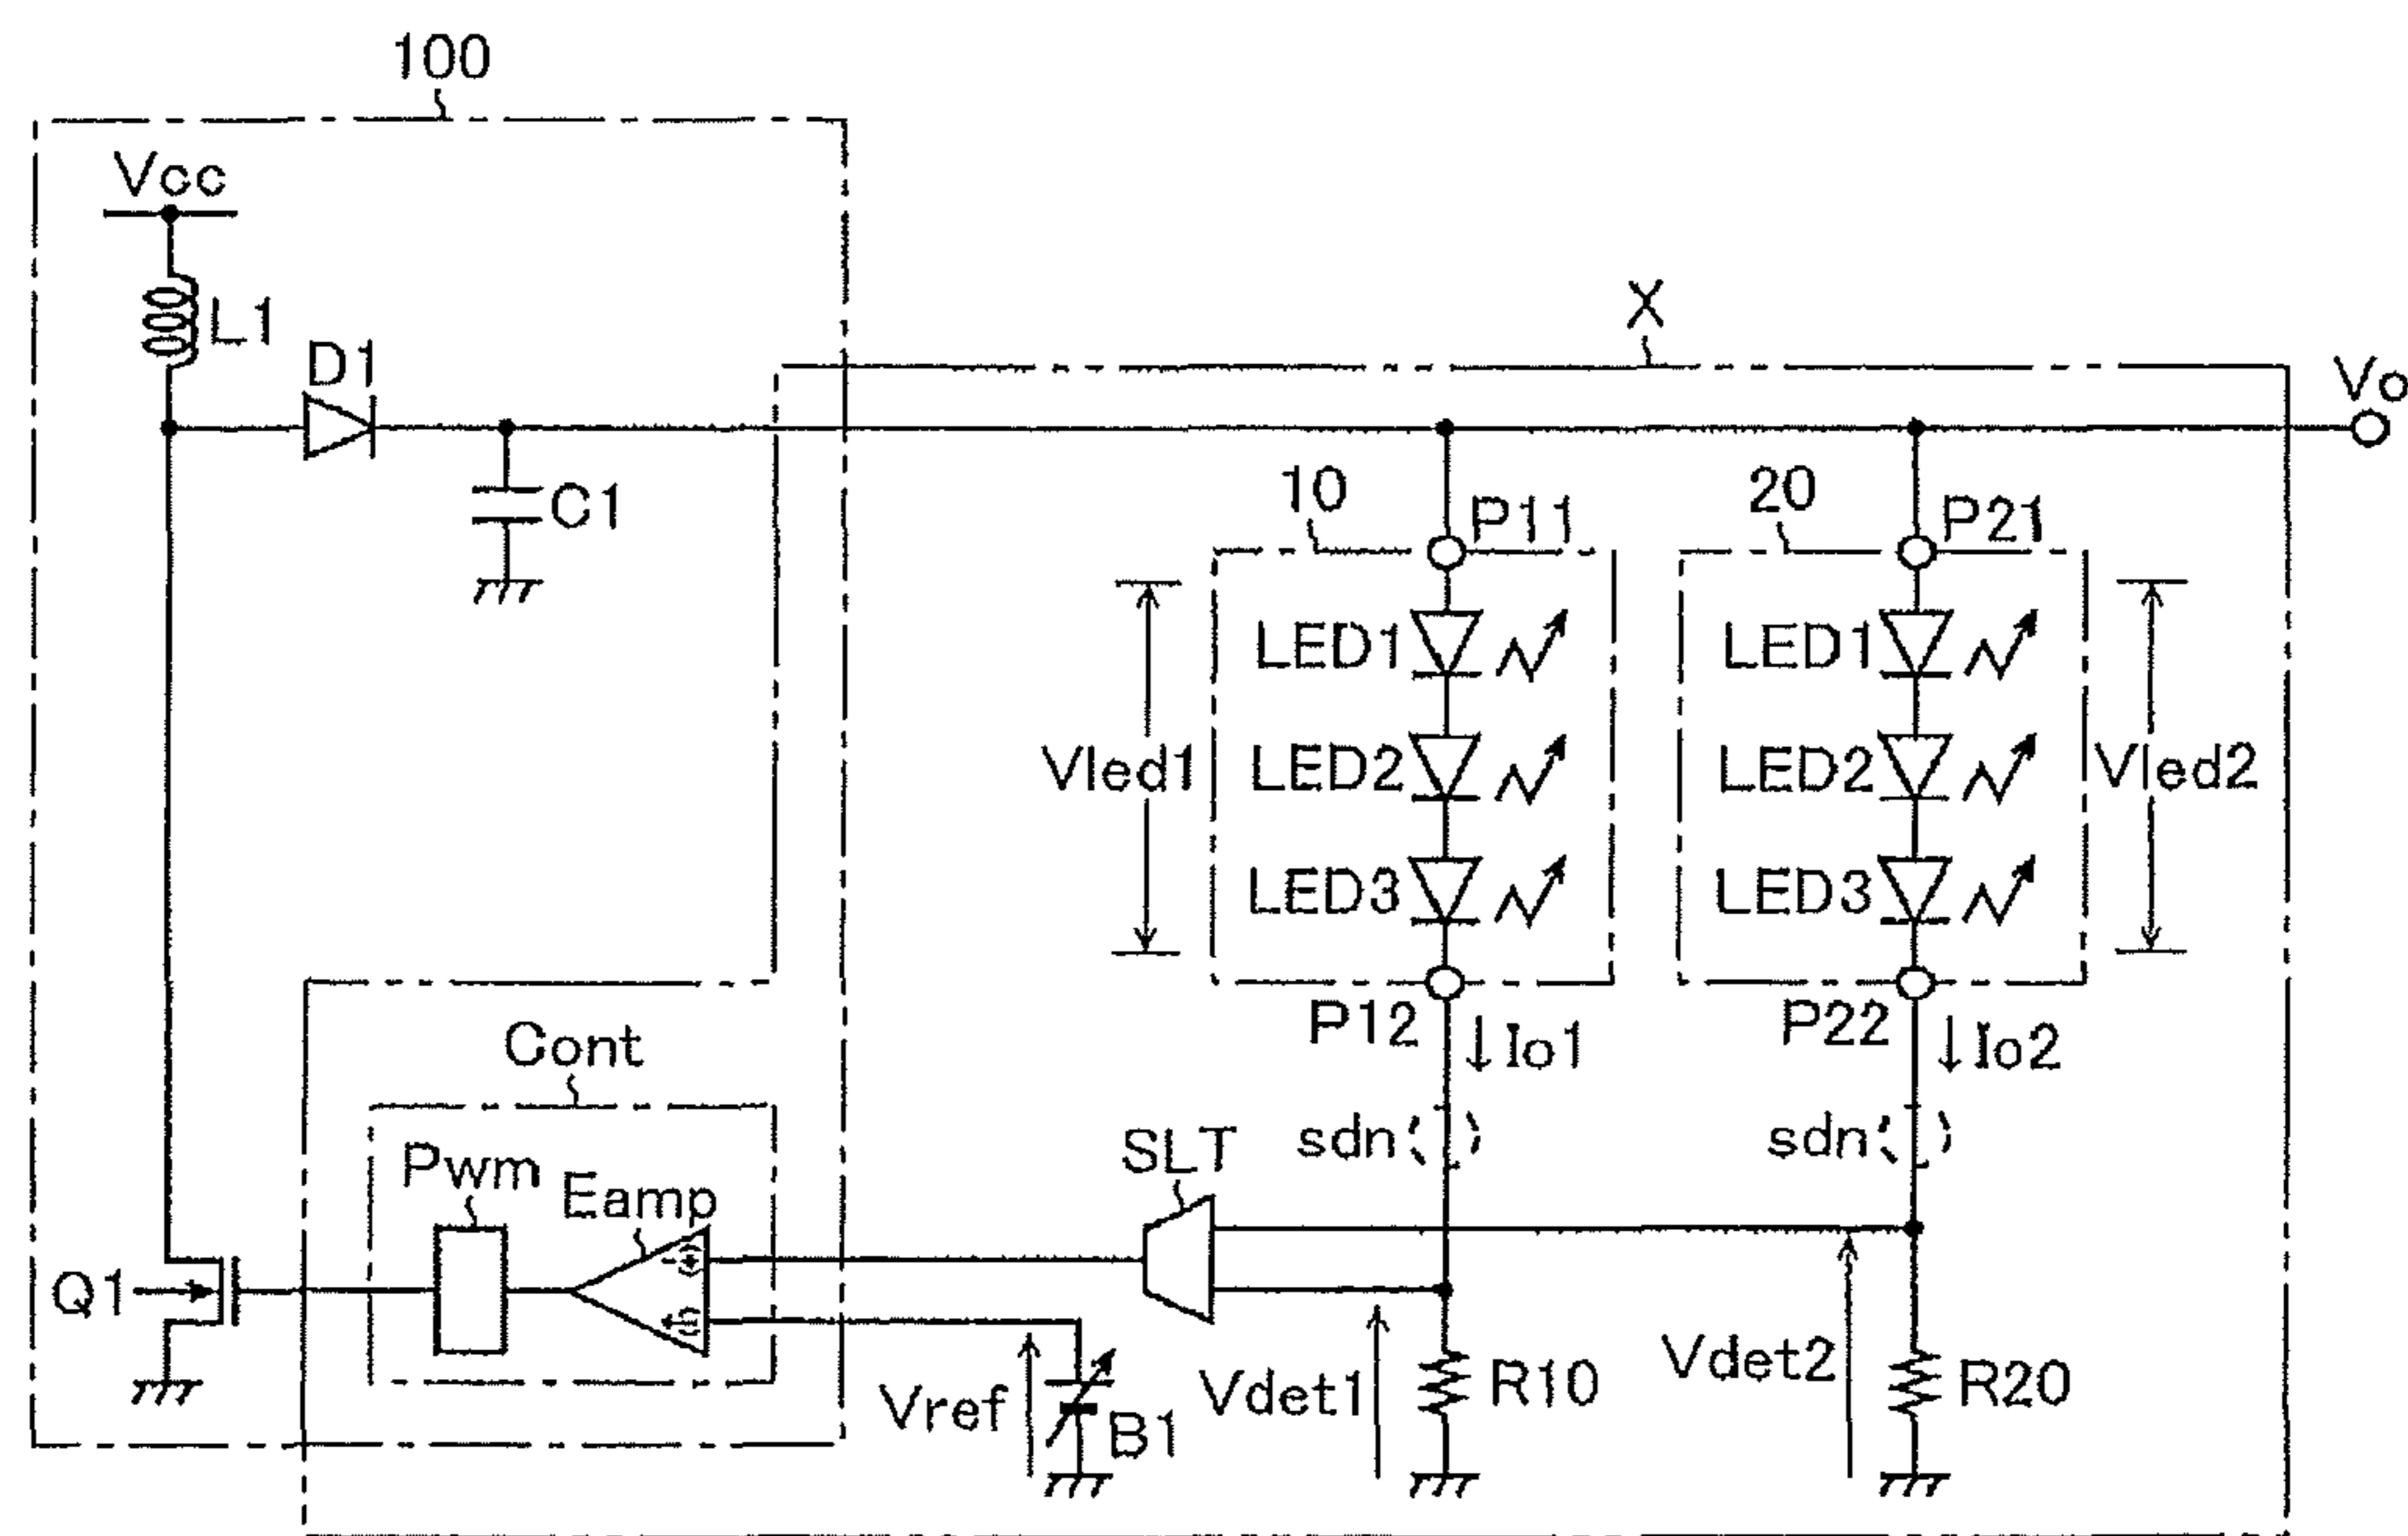 100
Vcc
L1
D1
C1
X
Vo
10
P11
20
P21
LED1
LED1
Vled1
LED2
LED2
Vled2
LED3
LED3
P12
Io1
P22
Io2
Cont
sdn
sdn
SLT
Pwm
Eamp
Q1
Vref
B1
Vdet1
R10
Vdet2
R20